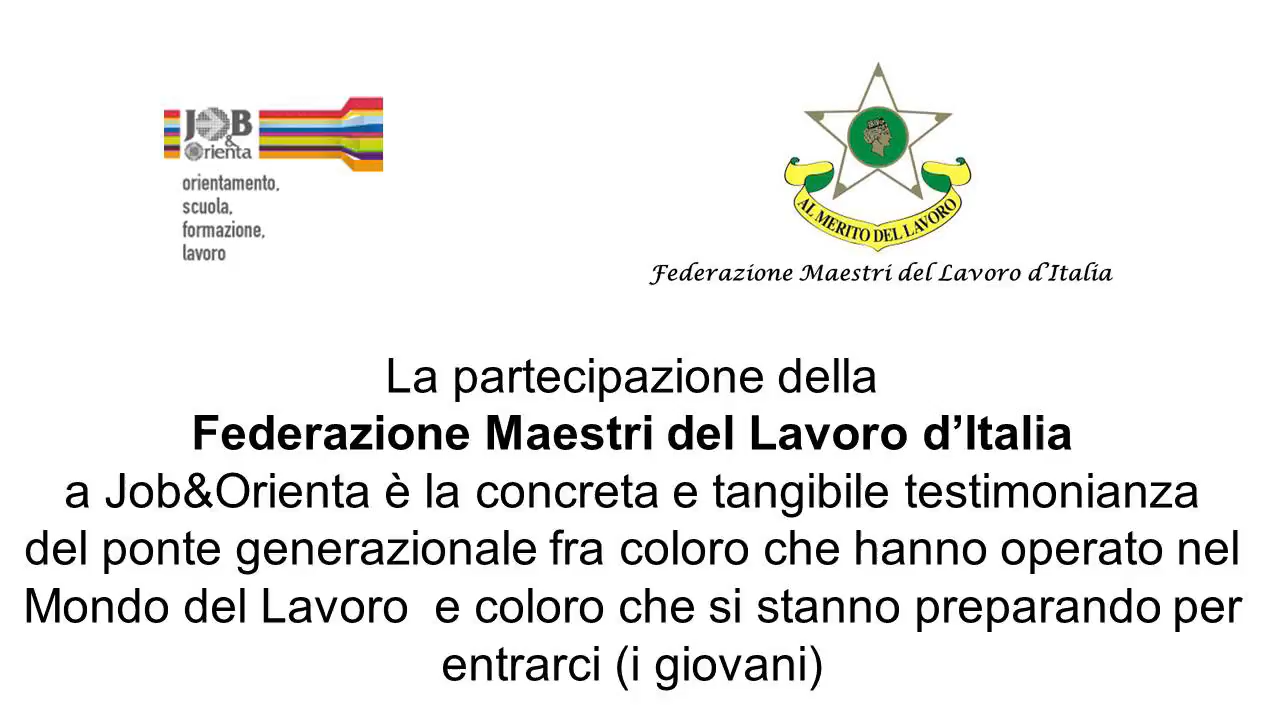 JOB
&
Orienta
orientamento,
scuola,
formazione,
lavoro
AL MERITO DEL LAVORO
Federazione Maestri del Lavoro d'Italia
La partecipazione della
Federazione Maestri del Lavoro d’Italia
a Job&Orienta è la concreta e tangibile testimonianza
del ponte generazionale fra coloro che hanno operato nel
Mondo del Lavoro  e coloro che si stanno preparando per
entrarci (i giovani)